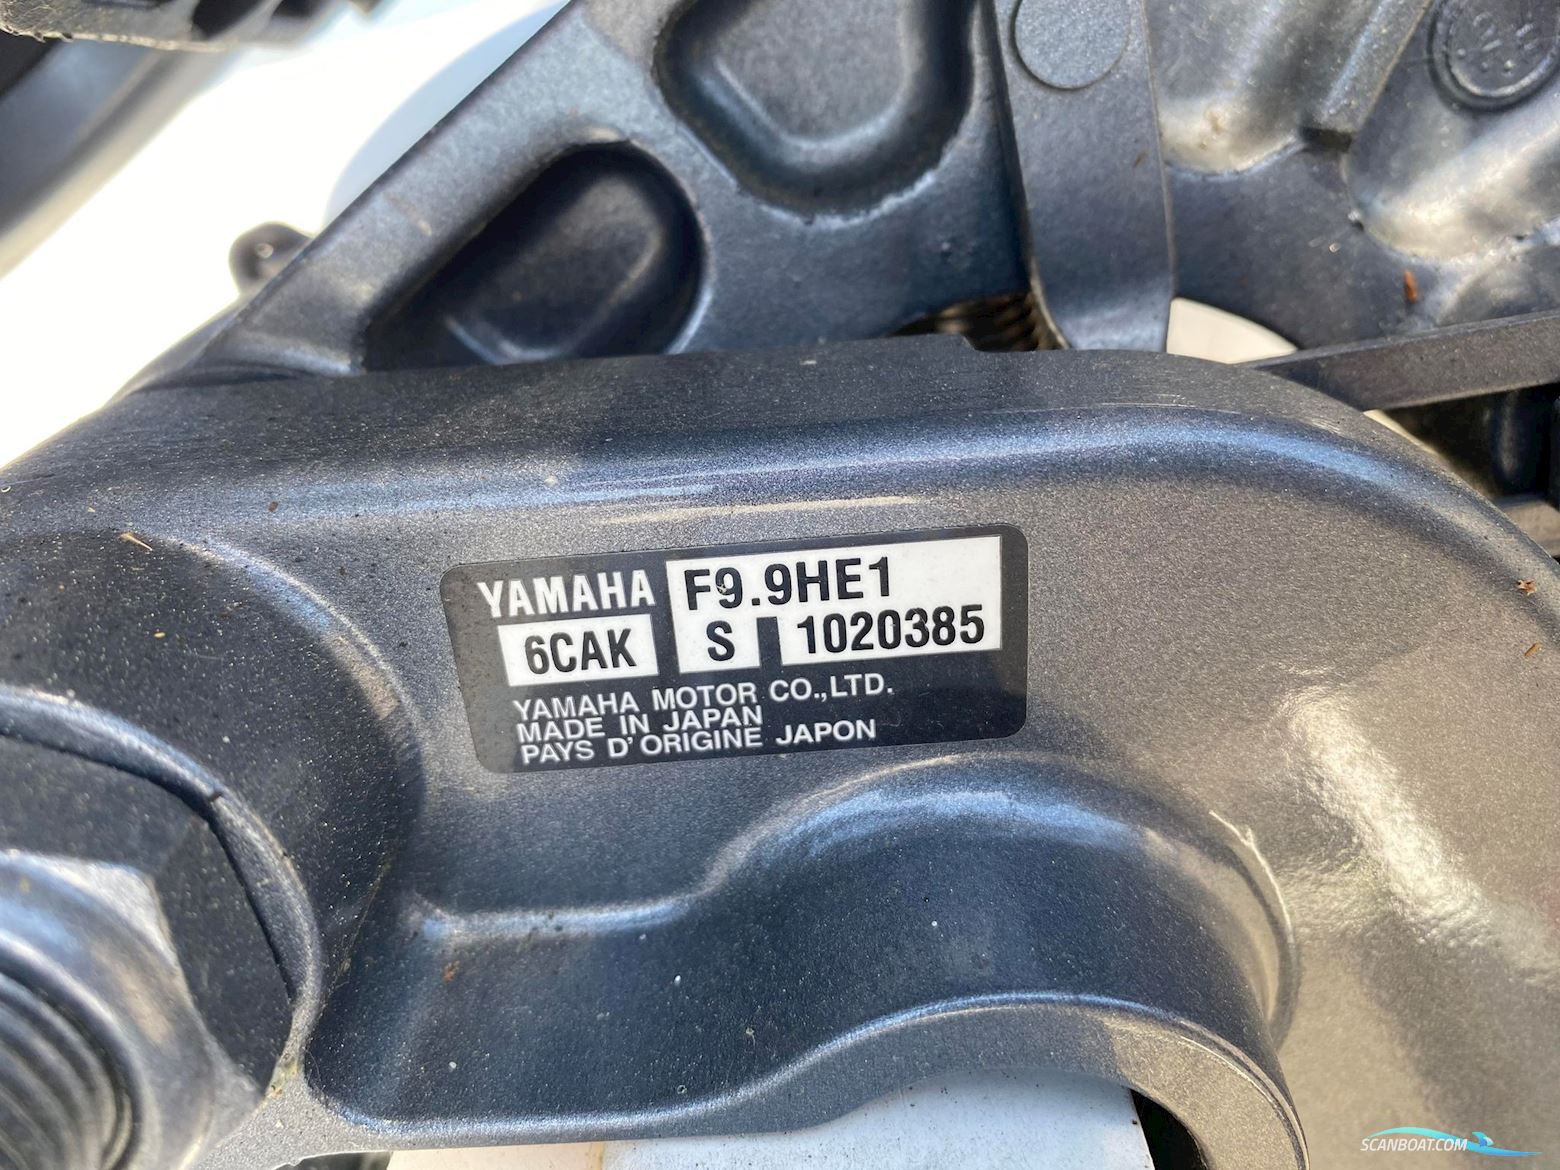 YAMAHA F9.9HE1
6CAK S 1020385
YAMAHA MOTOR CO.,LTD.
MADE IN JAPAN
PAYS D'ORIGINE JAPON
SCANBOAT.COM